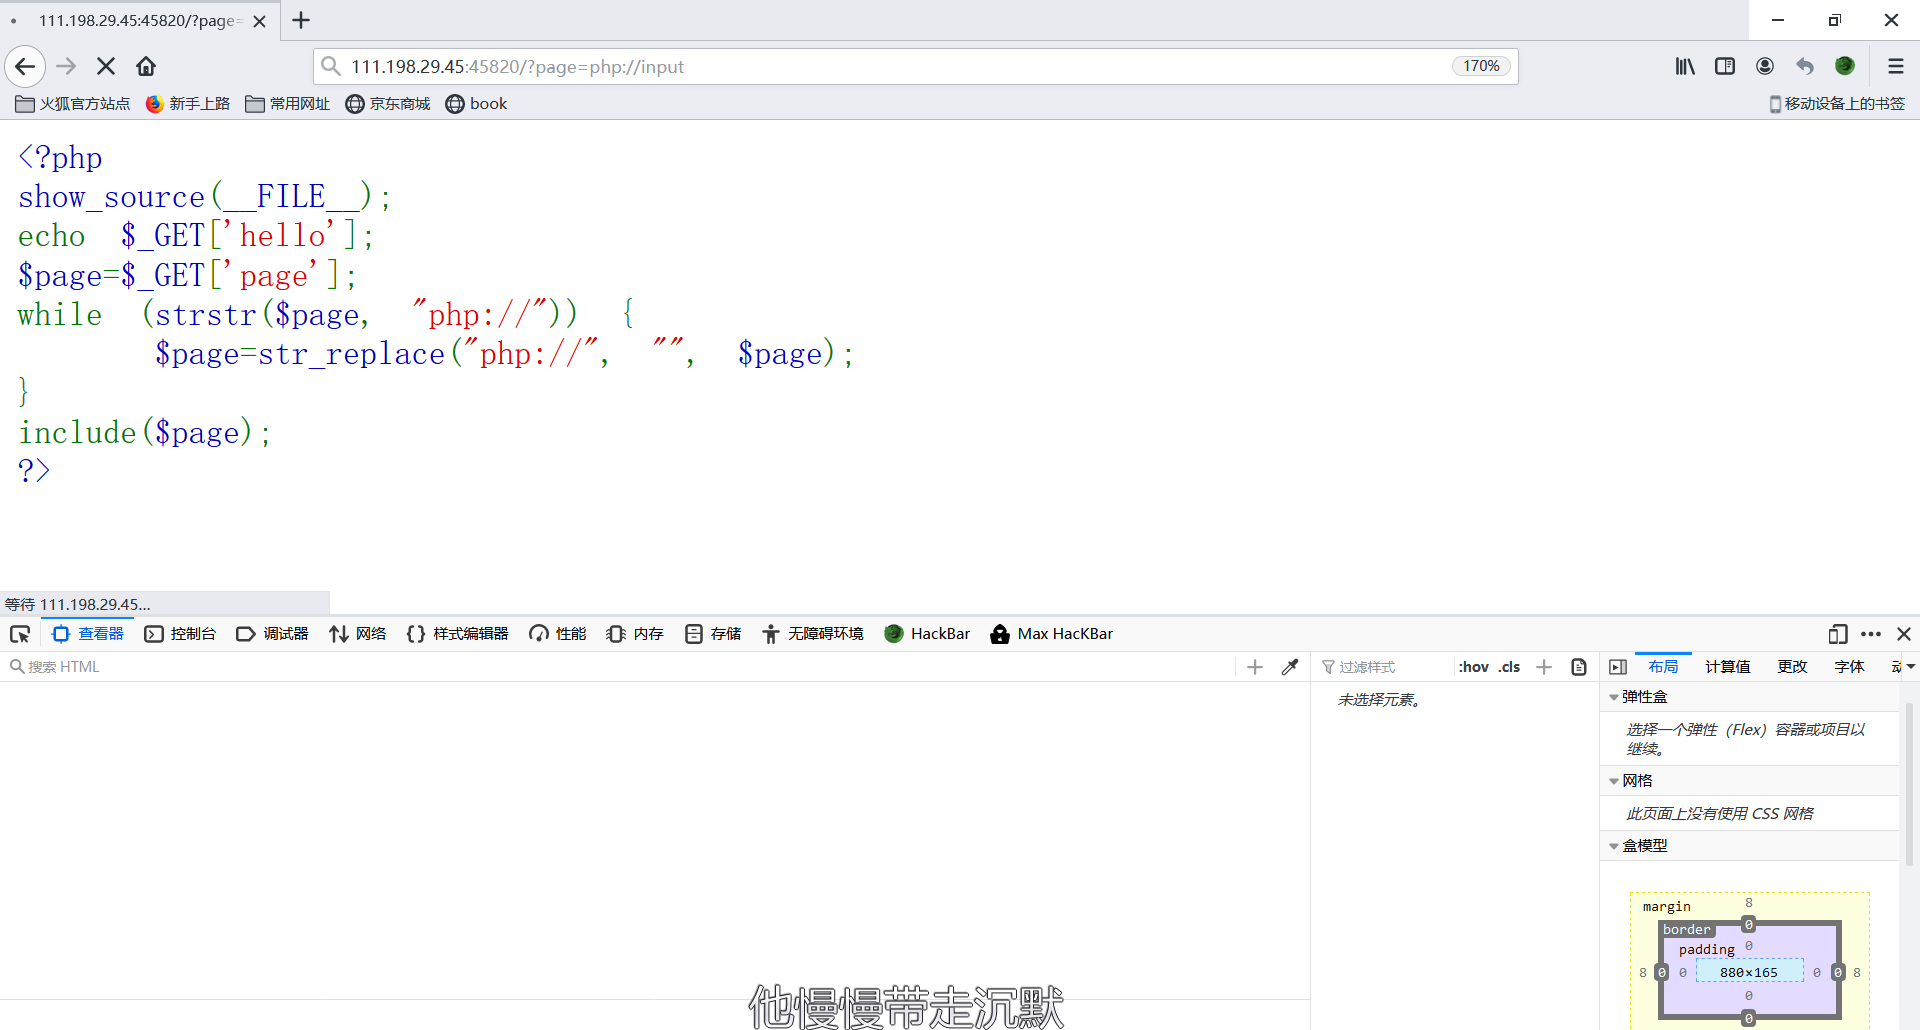 111.198.29.45:45820/?page=
111.198.29.45:45820/?page=php://input
170%
火狐官方站点 新手上路 常用网址 京东商城 book 移动设备上的书签
<?php
show_source(__FILE__);
echo $_GET['hello'];
$page=$_GET['page'];
while (strstr($page, "php://")) {
$page=str_replace("php://", "", $page);
}
include($page);
?>
等待 111.198.29.45...
查看器 控制台 调试器 网络 样式编辑器 性能 内存 存储 无障碍环境 HackBar Max HacKBar
搜索 HTML 过滤样式 :hov .cls 布局 计算值 更改 字体
未选择元素。
弹性盒
选择一个弹性（Flex）容器或项目以
继续。
网格
此页面上没有使用 CSS 网格
盒模型
margin 8
border 0
padding 0
8 0 0 880×165 0 0 8
0
0
他慢慢带走沉默